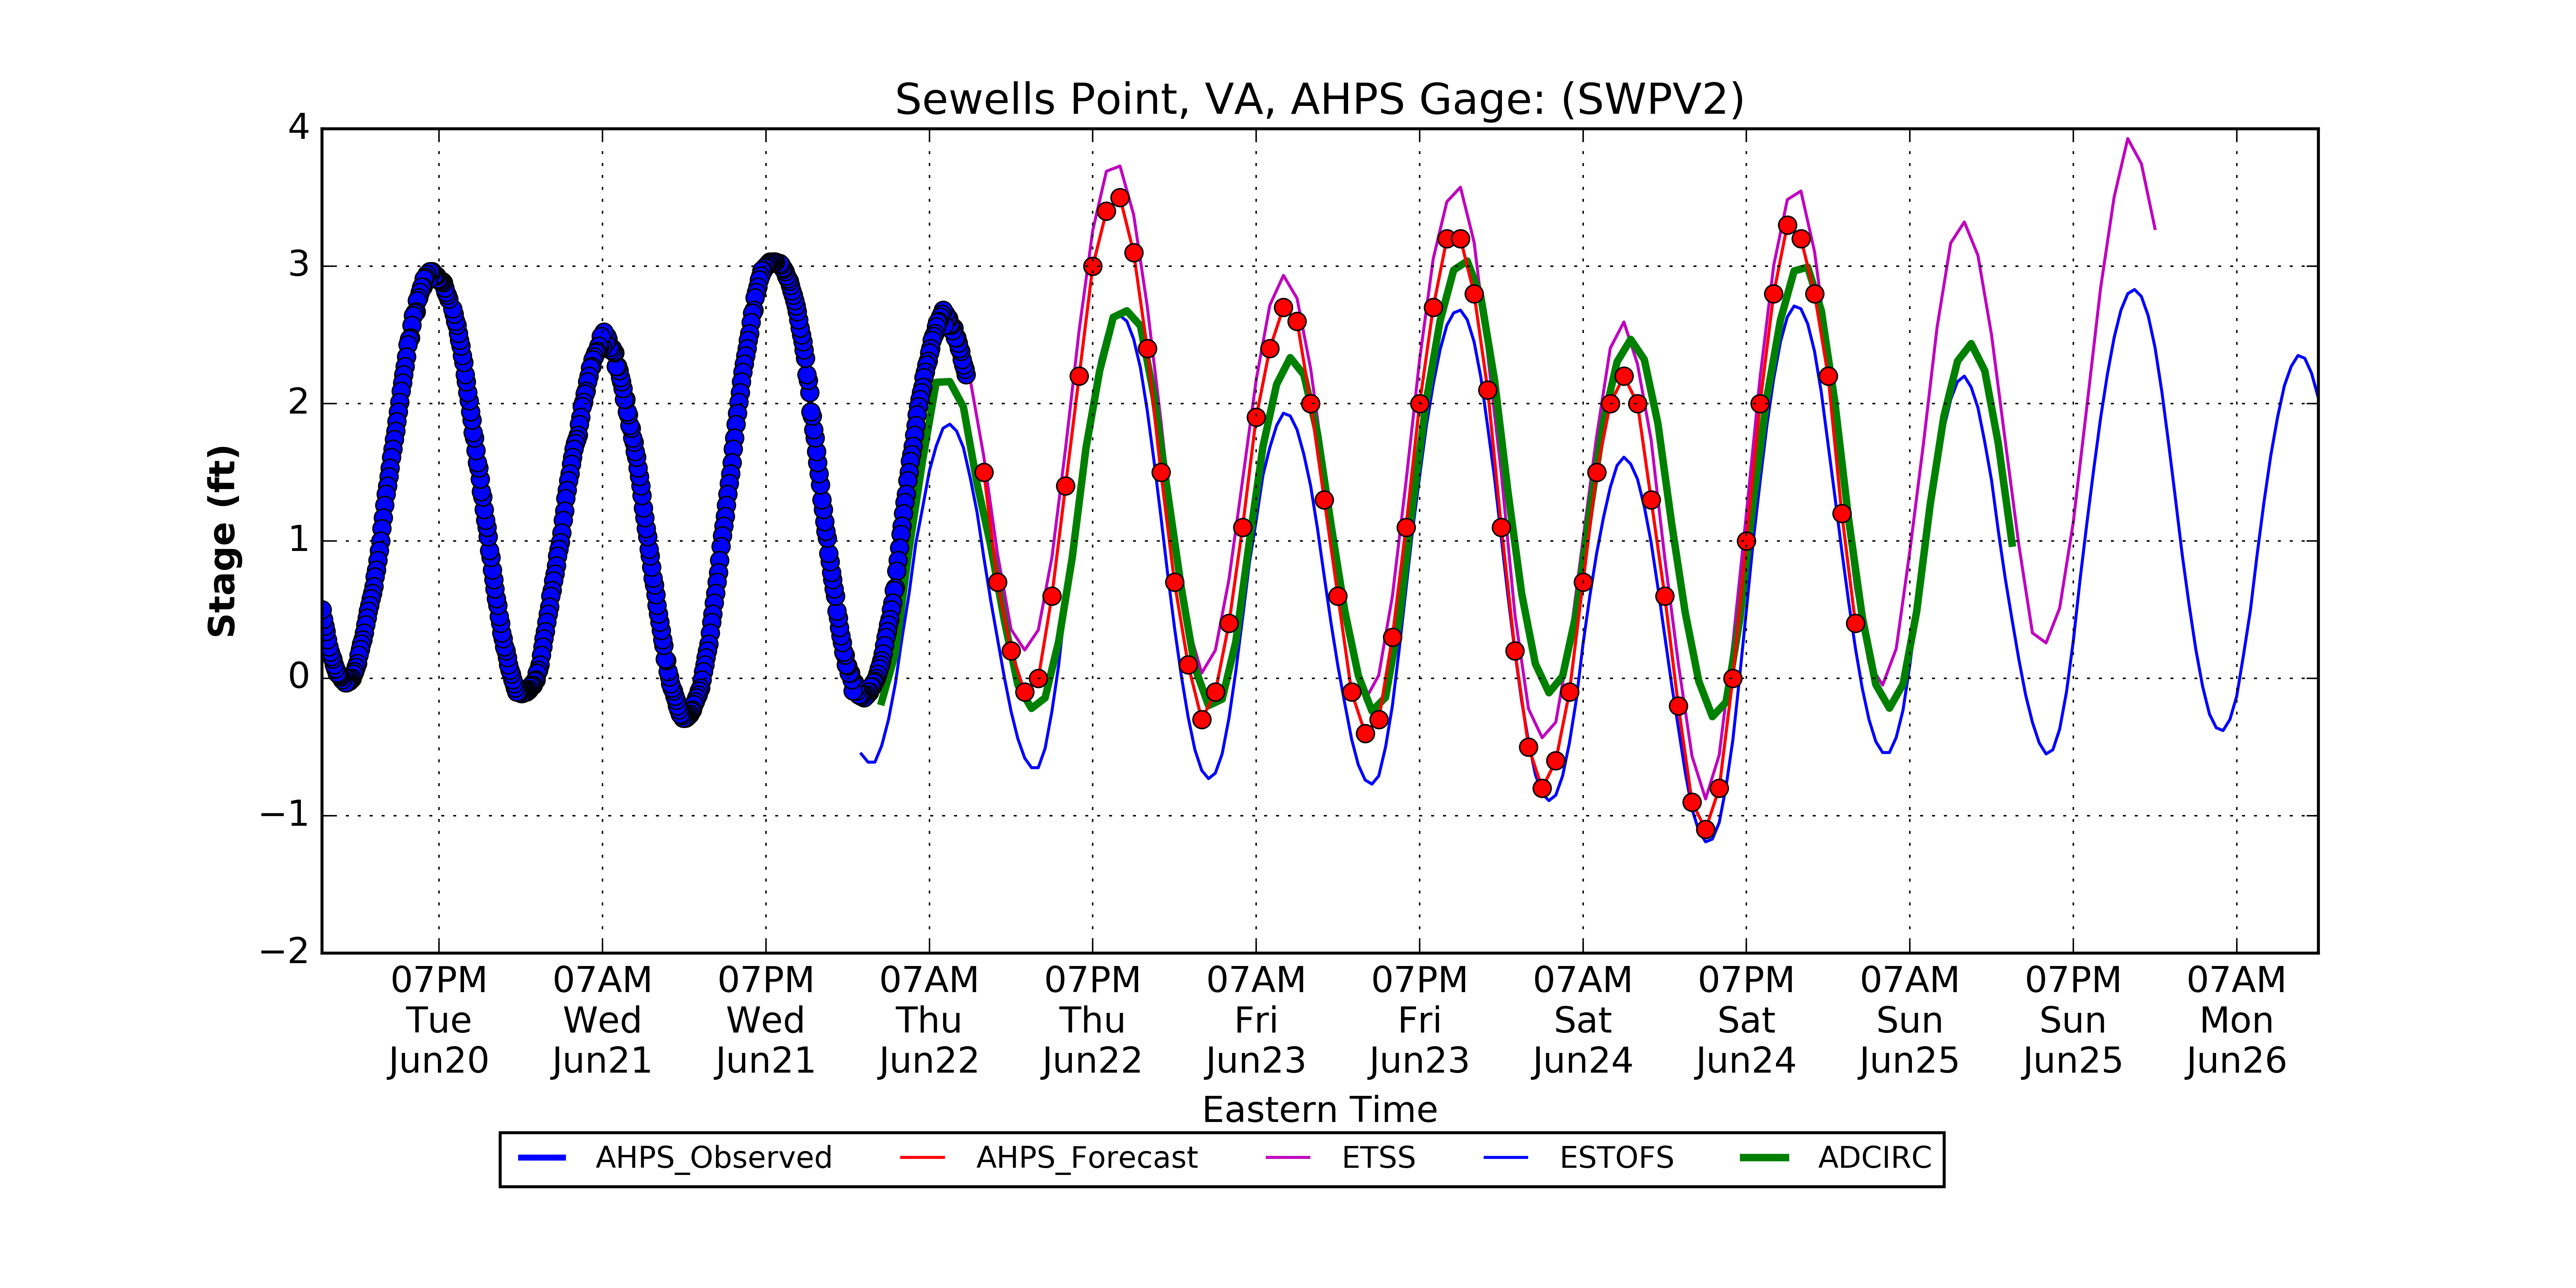 Sewells Point, VA, AHPS Gage: (SWPV2)
4
3
2
1
0
−1
−2
Stage (ft)
07PM 07AM 07PM 07AM 07PM 07AM 07PM 07AM 07PM 07AM 07PM 07AM
Tue Wed Wed Thu Thu Fri Fri Sat Sat Sun Sun Mon
Jun20 Jun21 Jun21 Jun22 Jun22 Jun23 Jun23 Jun24 Jun24 Jun25 Jun25 Jun26
Eastern Time
AHPS_Observed AHPS_Forecast ETSS ESTOFS ADCIRC